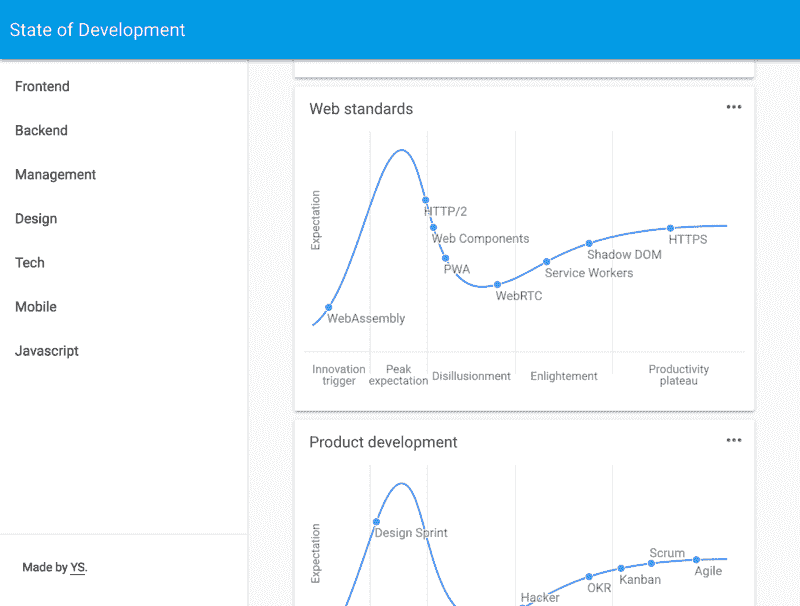 State of Development
Frontend
Backend
Management
Design
Tech
Mobile
Javascript
Made by YS.
Web standards
Expectation
HTTP/2
Web Components
PWA
WebRTC
Service Workers
Shadow DOM
HTTPS
WebAssembly
Innovation
trigger
Peak
expectation
Disillusionment
Enlightement
Productivity
plateau
Product development
Expectation
Design Sprint
Hacker
OKR
Kanban
Scrum
Agile